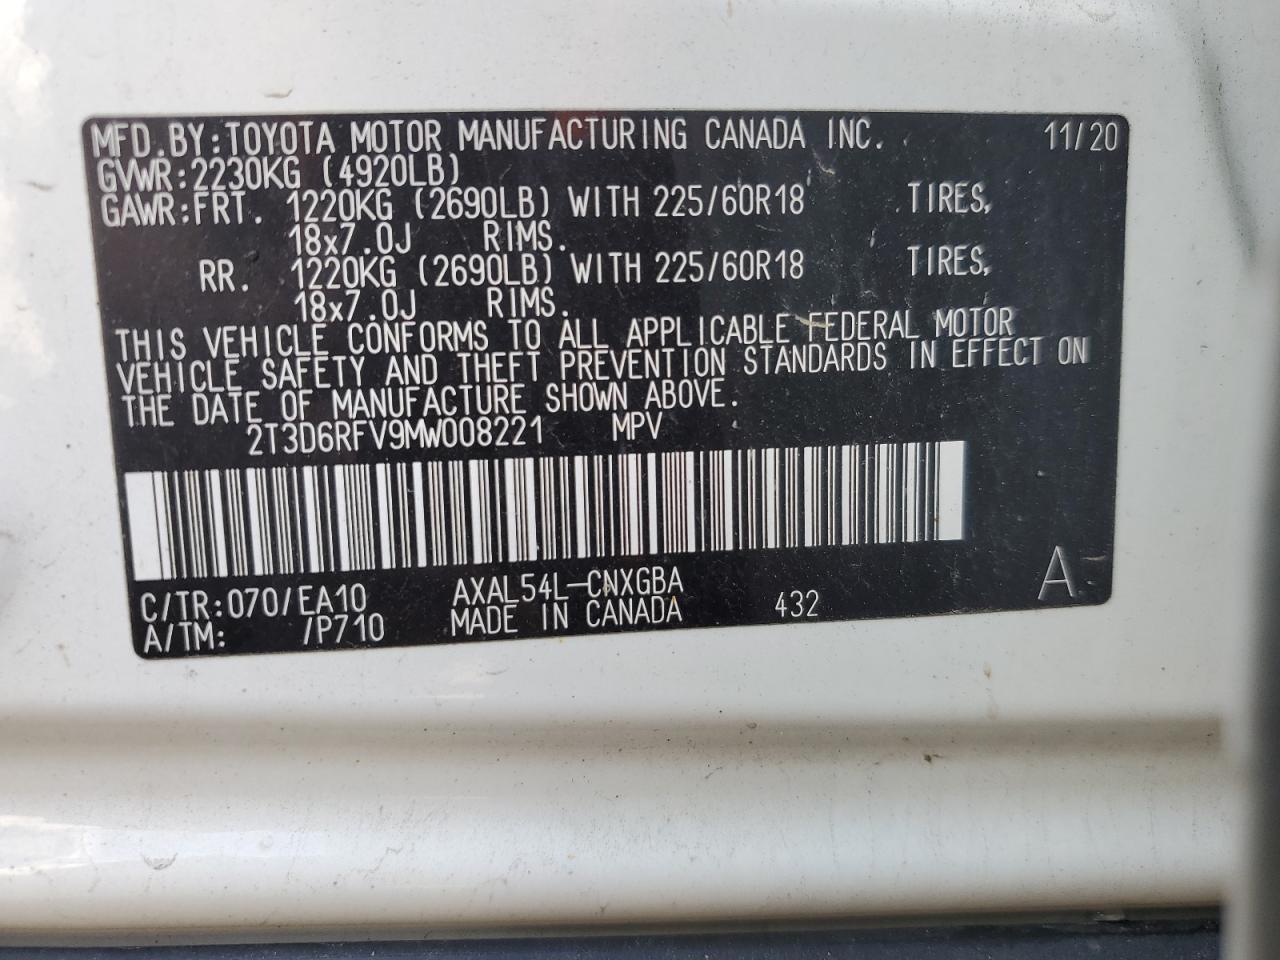 MFD.BY:TOYOTA MOTOR MANUFACTURING CANADA INC. 11/20
GVWR:2230KG (4920LB)
GAWR:FRT. 1220KG (2690LB) WITH 225/60R18 TIRES,
18x7.0J RIMS.
RR. 1220KG (2690LB) WITH 225/60R18 TIRES,
18x7.0J RIMS.
THIS VEHICLE CONFORMS TO ALL APPLICABLE FEDERAL MOTOR
VEHICLE SAFETY AND THEFT PREVENTION STANDARDS IN EFFECT ON
THE DATE OF MANUFACTURE SHOWN ABOVE.
2T3D6RFV9MW008221 MPV
C/TR:070/EA10 AXAL54L-CNXGBA A
A/TM: /P710 MADE IN CANADA 432